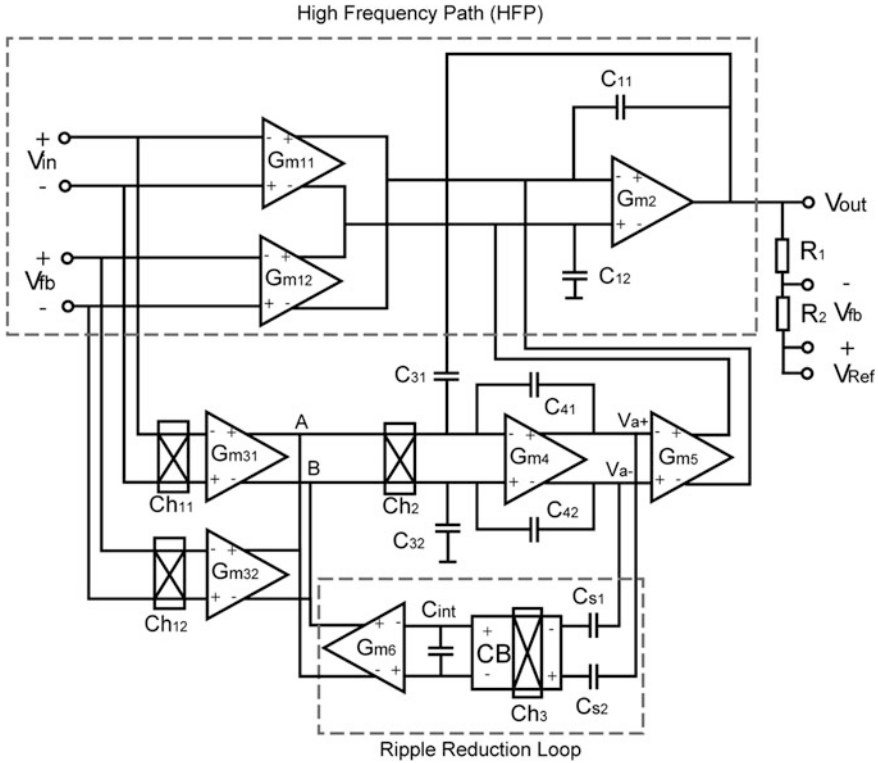 High Frequency Path (HFP)
C11
+
Vin
-
- +
Gm11
+ -
- +
Gm2
+ -
Vout
+
Vfb
-
- +
Gm12
+ -
C12
R1
-
R2 Vfb
+
VRef
C31
C41
A
Va+
- +
Gm31
+ -
- +
Gm4
+ -
- +
Gm5
+ -
B
Va-
Ch11
Ch2
C42
C32
- +
Gm32
+ -
Ch12
Cint
Cs1
+ -
Gm6
- +
+
CB
-
-
+
Ch3
Cs2
Ripple Reduction Loop